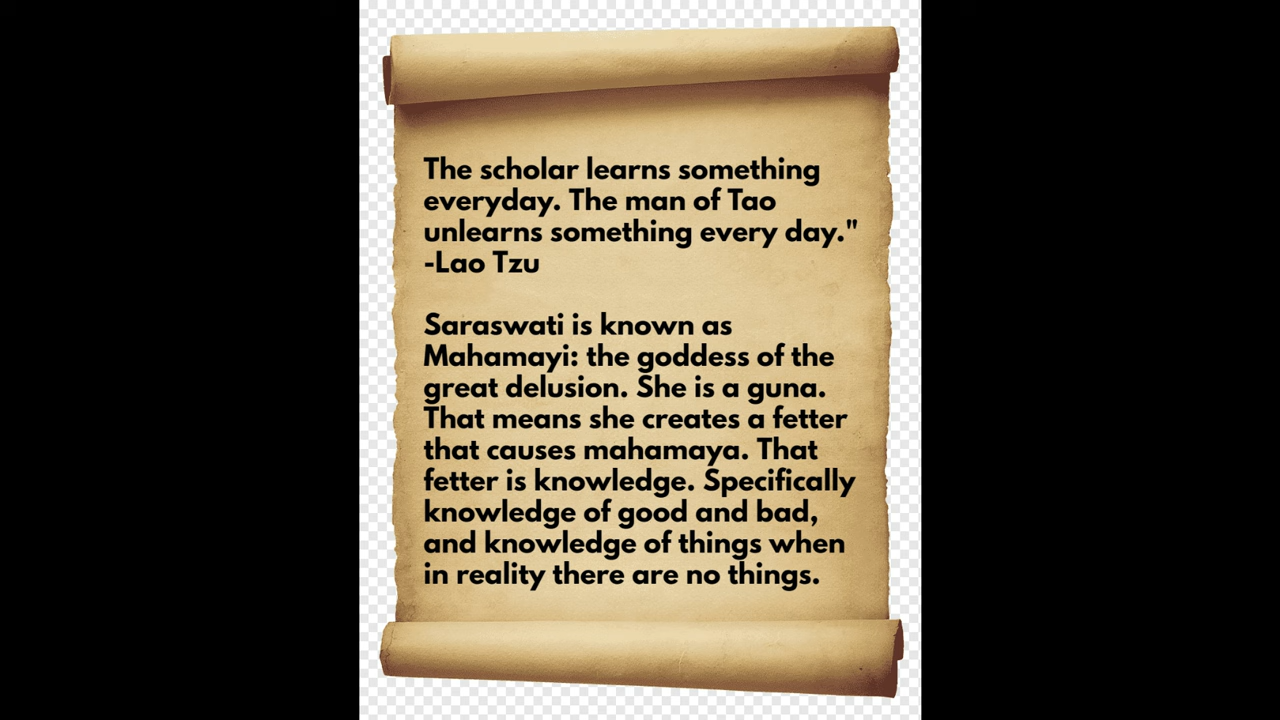 The scholar learns something
everyday. The man of Tao
unlearns something every day."
-Lao Tzu
Saraswati is known as
Mahamayi: the goddess of the
great delusion. She is a guna.
That means she creates a fetter
that causes mahamaya. That
fetter is knowledge. Specifically
knowledge of good and bad,
and knowledge of things when
in reality there are no things.